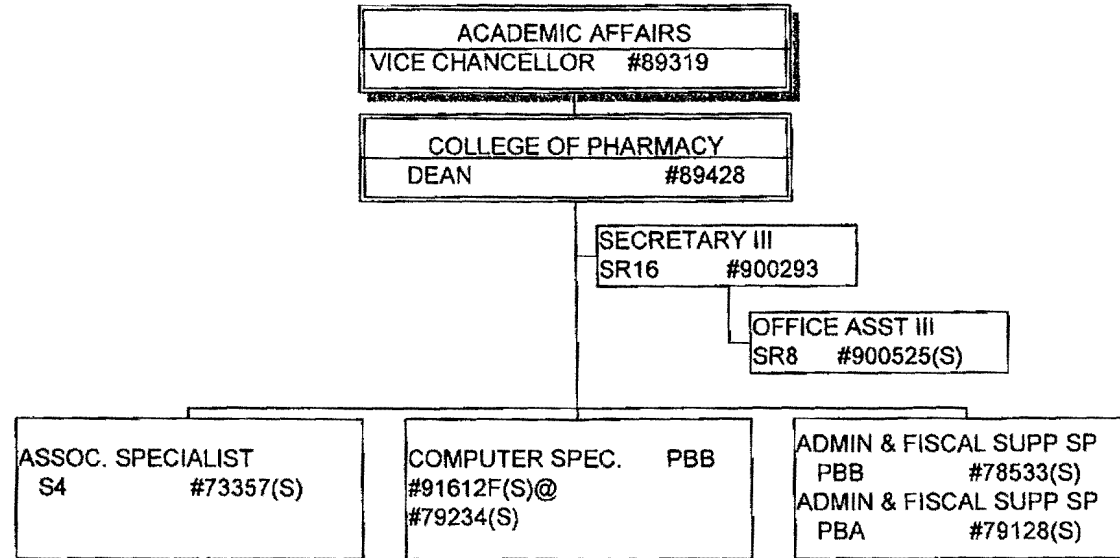 ACADEMIC AFFAIRS
VICE CHANCELLOR #89319
COLLEGE OF PHARMACY
DEAN #89428
SECRETARY III
SR16 #900293
OFFICE ASST III
SR8 #900525(S)
ASSOC. SPECIALIST
S4 #73357(S)
COMPUTER SPEC. PBB
#91612F(S)@
#79234(S)
ADMIN & FISCAL SUPP SP
PBB #78533(S)
ADMIN & FISCAL SUPP SP
PBA #79128(S)